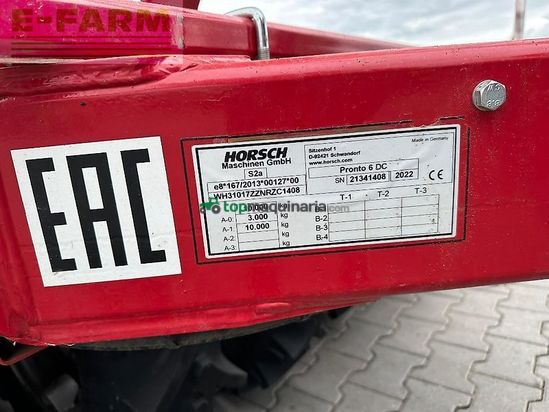 E-FARM
EAC
HORSCH
Maschinen GmbH
Sitzenhof 1
D-92421 Schwandorf
www.horsch.com
Made in Germany
S2a
e8*167/2013*00127*00
WH31017ZZNRZC1408
Pronto 6 DC
SN 21341408 2022
topmaquinaria.com
kg
A-0: 3.000 kg
A-1: 10.000 kg
A-2: kg
A-3: kg
T-1 T-2 T-3
B-2
B-3
B-4